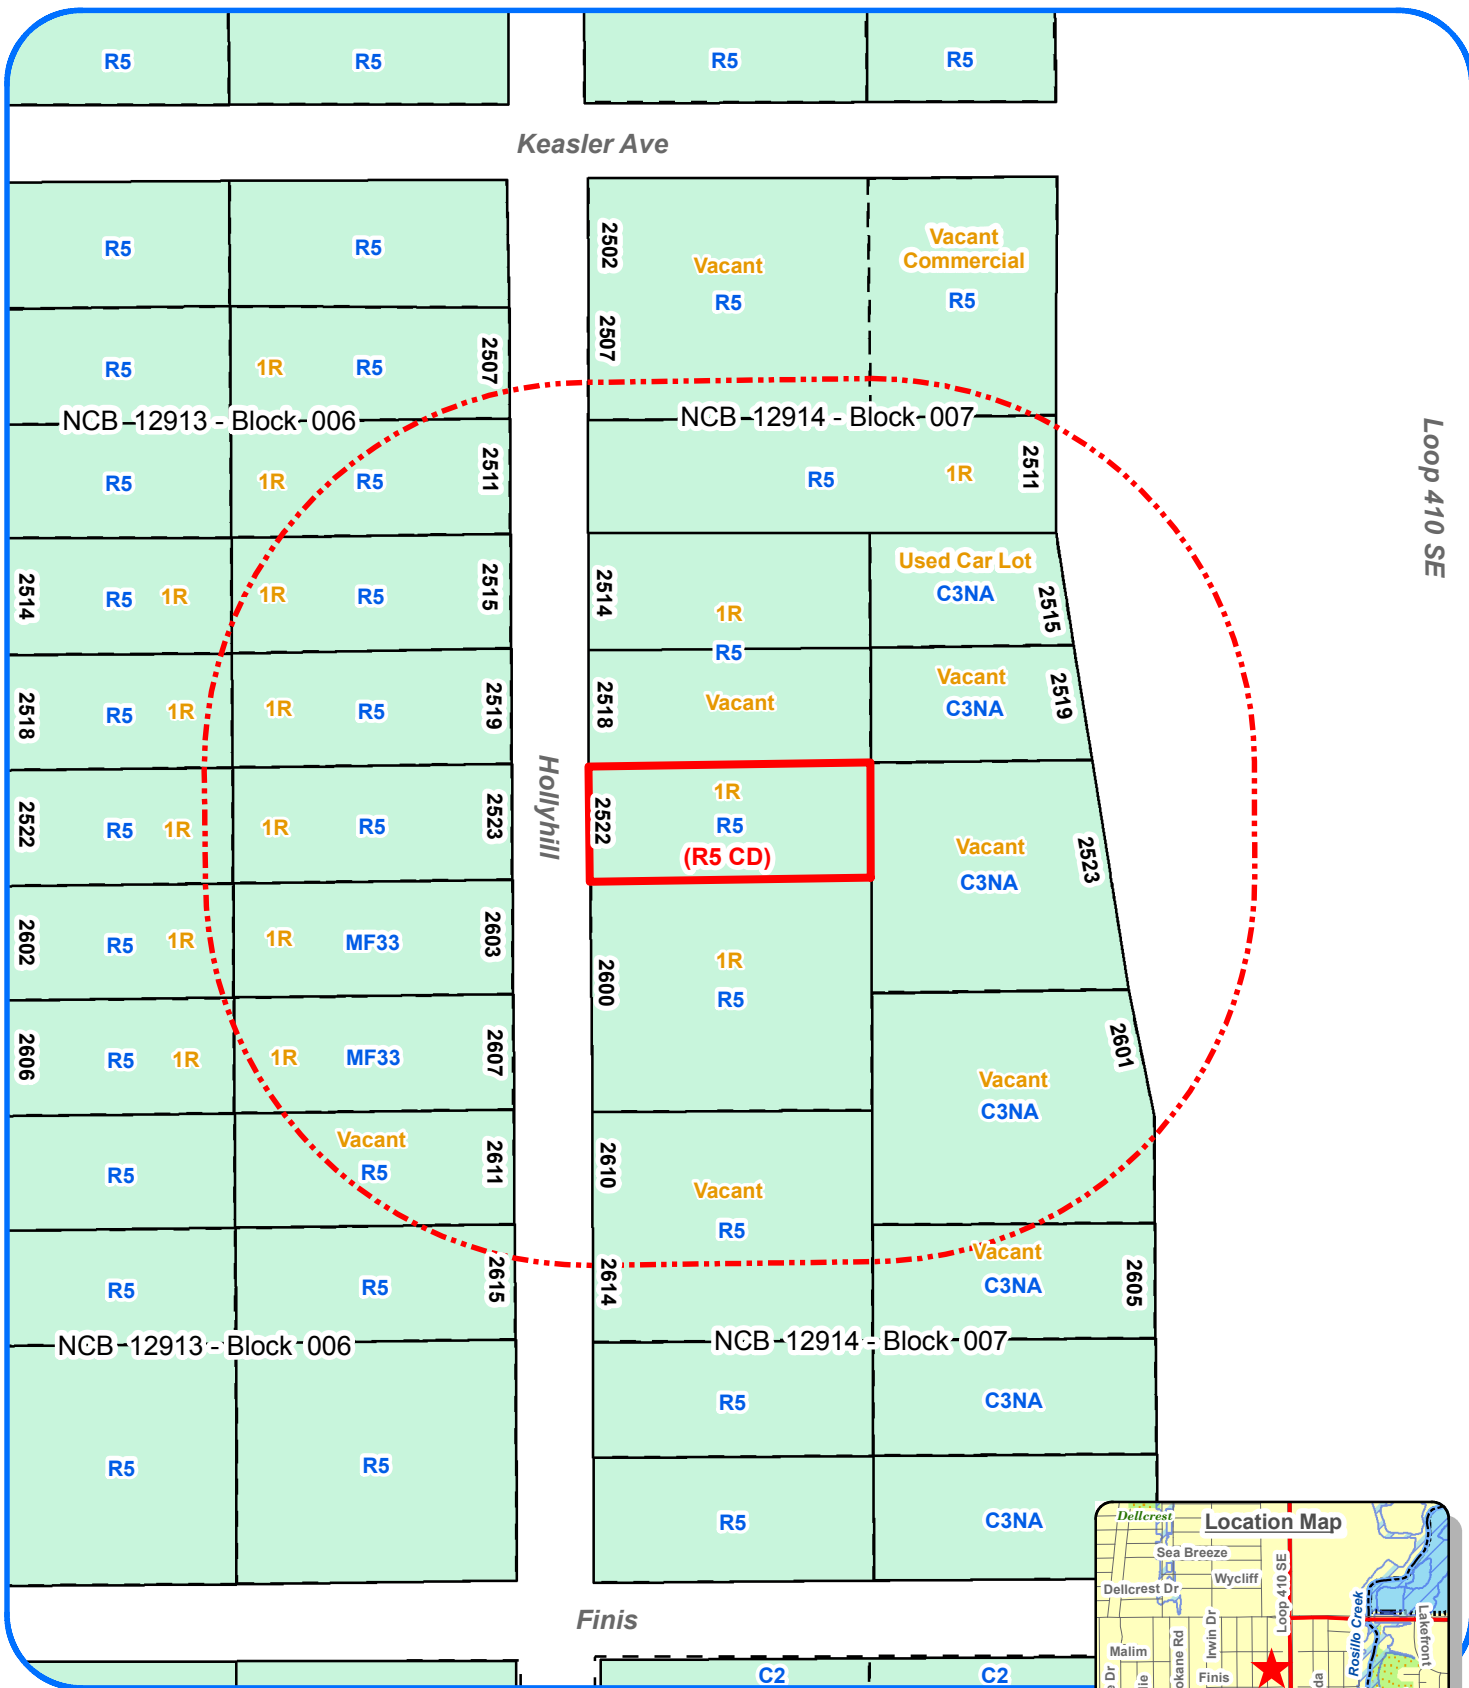 R5 R5 R5 R5
Keasler Ave
R5 R5
2502
Vacant
R5
Vacant
Commercial
R5
2507
R5 1R R5 2507
NCB 12913 - Block 006
NCB 12914 - Block 007
R5 1R R5 2511
R5 1R 2511
Loop 410 SE
2514 R5 1R 1R R5 2515
2514 1R
R5
Used Car Lot
C3NA
2515
2518 R5 1R 1R R5 2519
2518 Vacant
Vacant
C3NA
2519
Hollyhill
2522 R5 1R 1R R5 2523
2522
1R
R5
(R5 CD)
Vacant
C3NA
2523
2602 R5 1R 1R MF33 2603
2600
1R
R5
2606 R5 1R 1R MF33 2607
Vacant
C3NA
2601
R5
Vacant
R5
2611
2610
Vacant
R5
R5 R5 2615
2614
Vacant
C3NA
2605
NCB 12913 - Block 006
NCB 12914 - Block 007
R5 C3NA
R5 R5
R5 C3NA
Finis
C2 C2
Location Map
Dellcrest
Sea Breeze
Wycliff
Dellcrest Dr
Loop 410 SE
Irwin Dr
Malim
okane Rd
Finis
Rosillo Creek
Lakefront
e Dr
lie
da